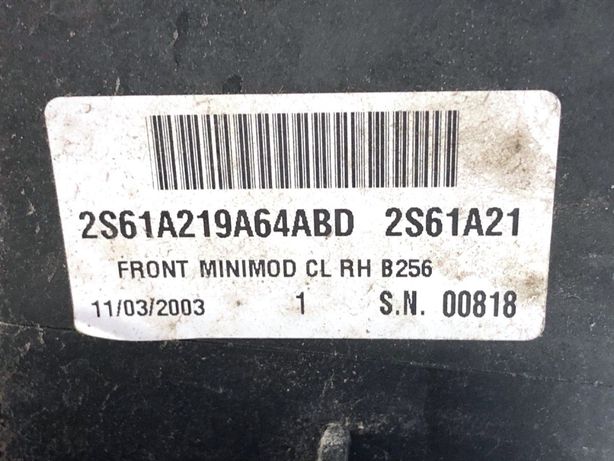 2S61A219A64ABD 2S61A21
FRONT MINIMOD CL RH B256
11/03/2003 1 S.N. 00818